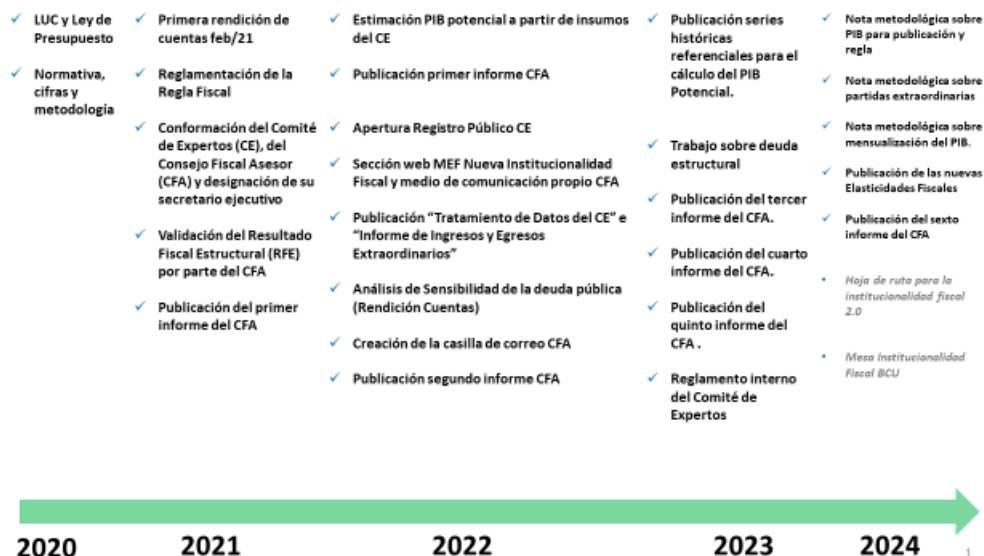 LUC y Ley de
Presupuesto
Normativa,
cifras y
metodología
Primera rendición de
cuentas feb/21
Reglamentación de la
Regla Fiscal
Conformación del Comité
de Expertos (CE), del
Consejo Fiscal Asesor
(CFA) y designación de su
secretario ejecutivo
Validación del Resultado
Fiscal Estructural (RFE)
por parte del CFA
Publicación del primer
informe del CFA
Estimación PIB potencial a partir de insumos
del CE
Publicación primer informe CFA
Apertura Registro Público CE
Sección web MEF Nueva Institucionalidad
Fiscal y medio de comunicación propio CFA
Publicación “Tratamiento de Datos del CE” e
“Informe de Ingresos y Egresos
Extraordinarios”
Análisis de Sensibilidad de la deuda pública
(Rendición Cuentas)
Creación de la casilla de correo CFA
Publicación segundo informe CFA
Publicación series
históricas
referenciales para el
cálculo del PIB
Potencial.
Trabajo sobre deuda
estructural
Publicación del tercer
informe del CFA.
Publicación del cuarto
informe del CFA.
Publicación del
quinto informe del
CFA .
Reglamento interno
del Comité de
Expertos
Nota metodológica sobre
PIB para publicación y
regla
Nota metodológica sobre
partidas extraordinarias
Nota metodológica sobre
mensualización del PIB.
Publicación de las nuevas
Elasticidades Fiscales
Publicación del sexto
informe del CFA
Hoja de ruta para la
institucionalidad fiscal
2.0
Mesa Institucionalidad
Fiscal BCU
2020
2021
2022
2023
2024
1